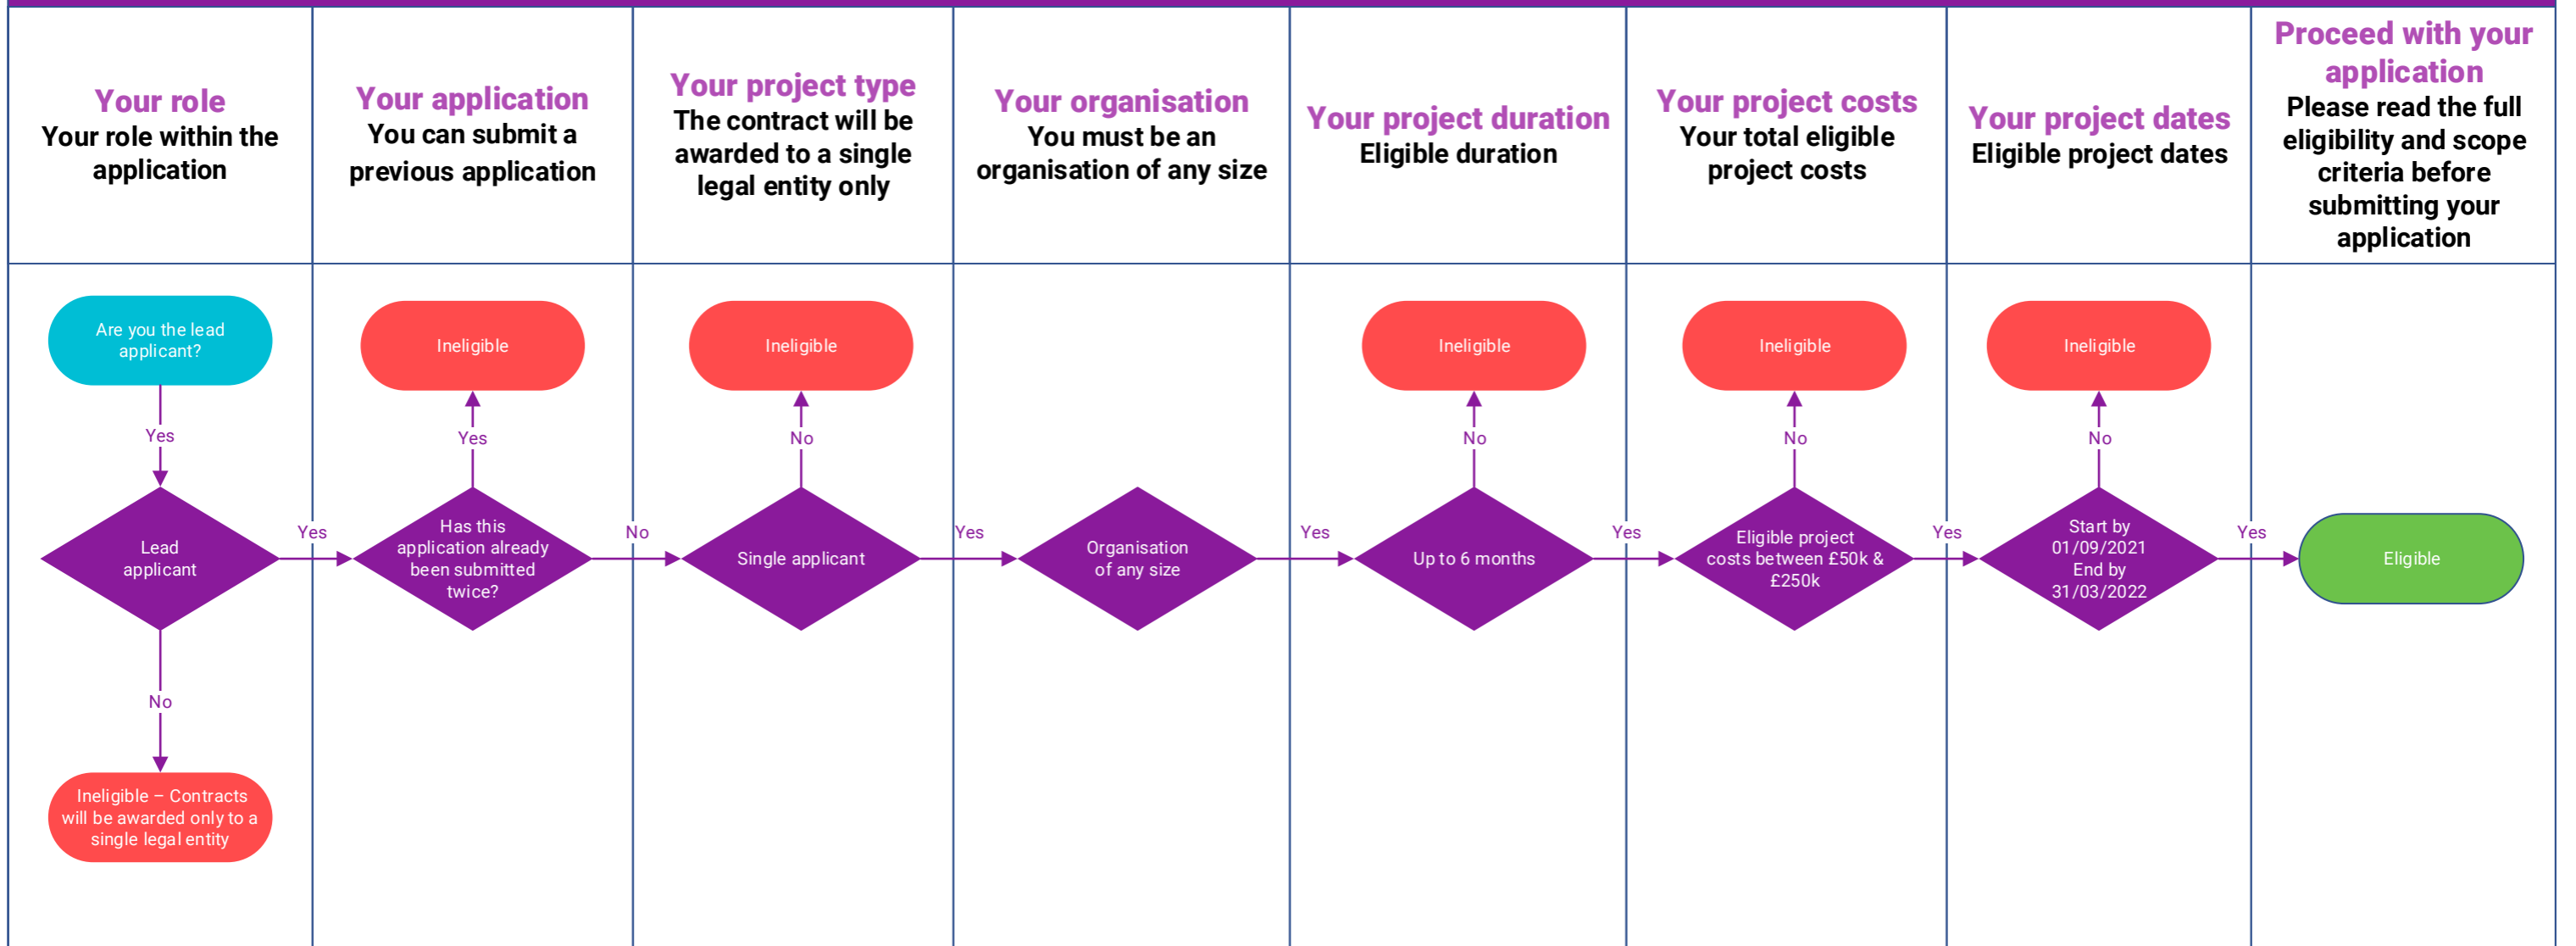 Your role
Your role within the
application
Your application
You can submit a
previous application
Your project type
The contract will be
awarded to a single
legal entity only
Your organisation
You must be an
organisation of any size
Your project duration
Eligible duration
Your project costs
Your total eligible
project costs
Your project dates
Eligible project dates
Proceed with your
application
Please read the full
eligibility and scope
criteria before
submitting your
application
Are you the lead
applicant?
Yes
Lead
applicant
No
Ineligible – Contracts
will be awarded only to a
single legal entity
Yes
Ineligible
Yes
Has this
application already
been submitted
twice?
No
Ineligible
No
Single applicant
Yes
Organisation
of any size
Yes
Ineligible
No
Up to 6 months
Yes
Ineligible
No
Eligible project
costs between £50k &
£250k
Yes
Ineligible
No
Start by
01/09/2021
End by
31/03/2022
Yes
Eligible